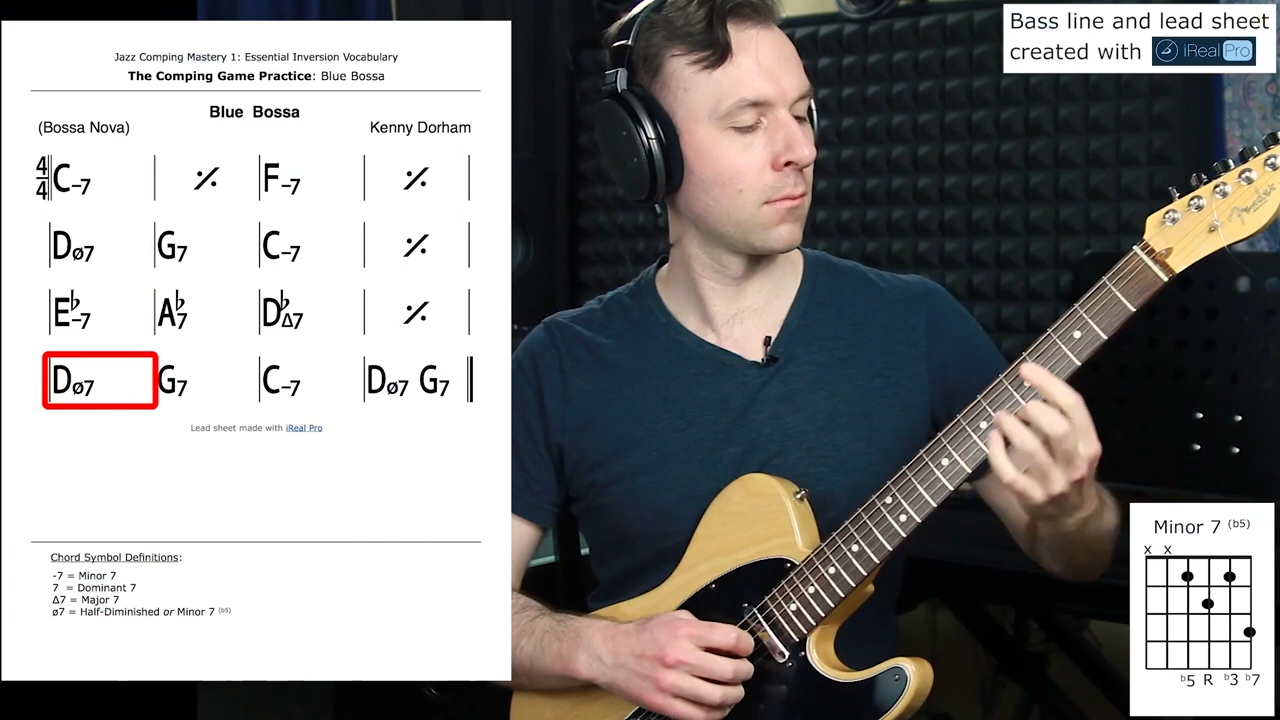 Jazz Comping Mastery 1: Essential Inversion Vocabulary
The Comping Game Practice: Blue Bossa
Blue Bossa
(Bossa Nova) Kenny Dorham
4/4 C-7 | 𝄎 | F-7 | 𝄎 |
| Dø7 | G7 | C-7 | 𝄎 |
| E♭-7 | A♭7 | D♭Δ7 | 𝄎 |
| Dø7 | G7 | C-7 | Dø7 G7 ||
Lead sheet made with iReal Pro
Chord Symbol Definitions:
-7 = Minor 7
7 = Dominant 7
Δ7 = Major 7
ø7 = Half-Diminished or Minor 7 (b5)
Bass line and lead sheet
created with iReal Pro
Fender
Minor 7 (b5)
x x
b5 R b3 b7